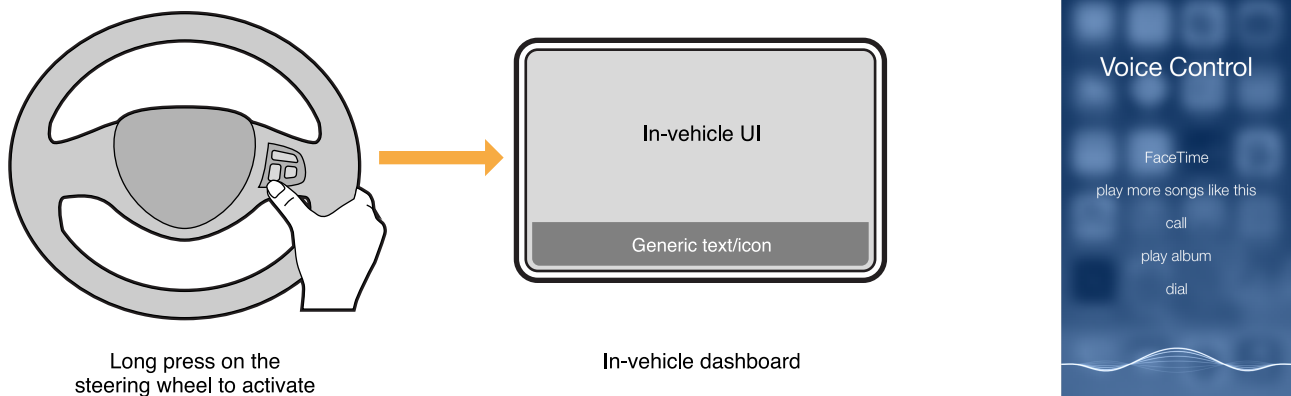 In-vehicle UI
Generic text/icon
Long press on the
steering wheel to activate
In-vehicle dashboard
Voice Control
FaceTime
play more songs like this
call
play album
dial